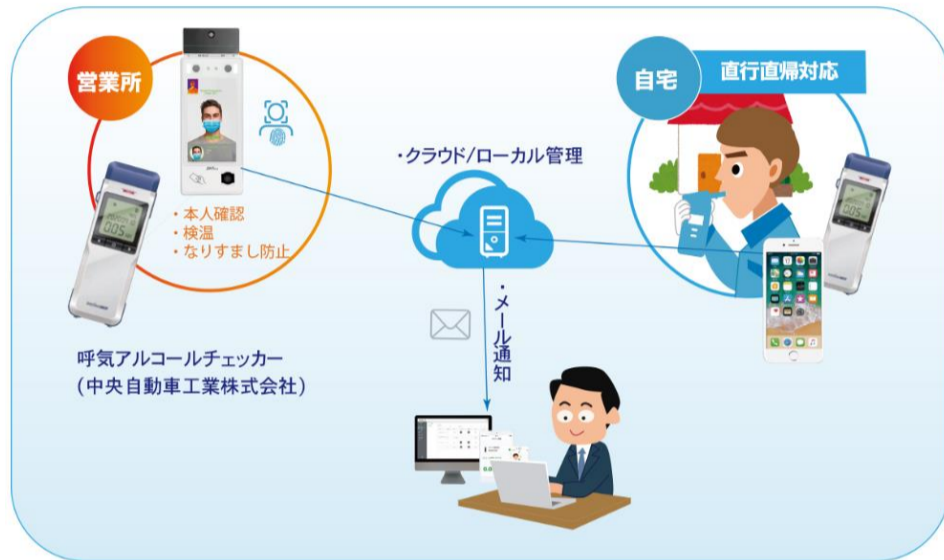 営業所
・本人確認
・検温
・なりすまし防止
呼気アルコールチェッカー
(中央自動車工業株式会社)
・クラウド/ローカル管理
・メール通知
自宅
直行直帰対応